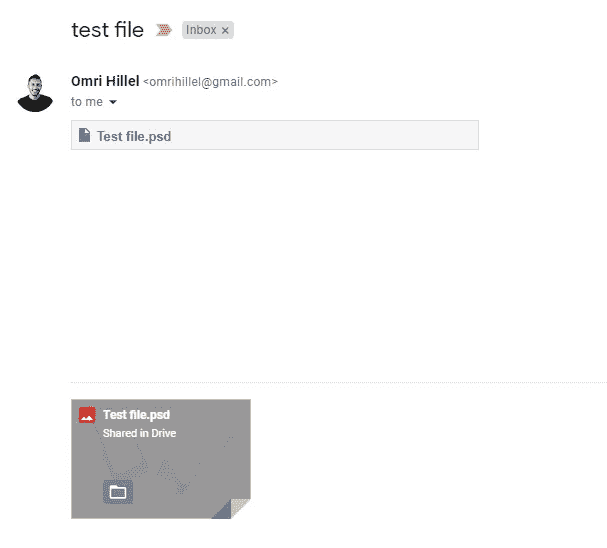 test file Inbox x
Omri Hillel <omrihillel@gmail.com>
to me
Test file.psd
Test file.psd
Shared in Drive